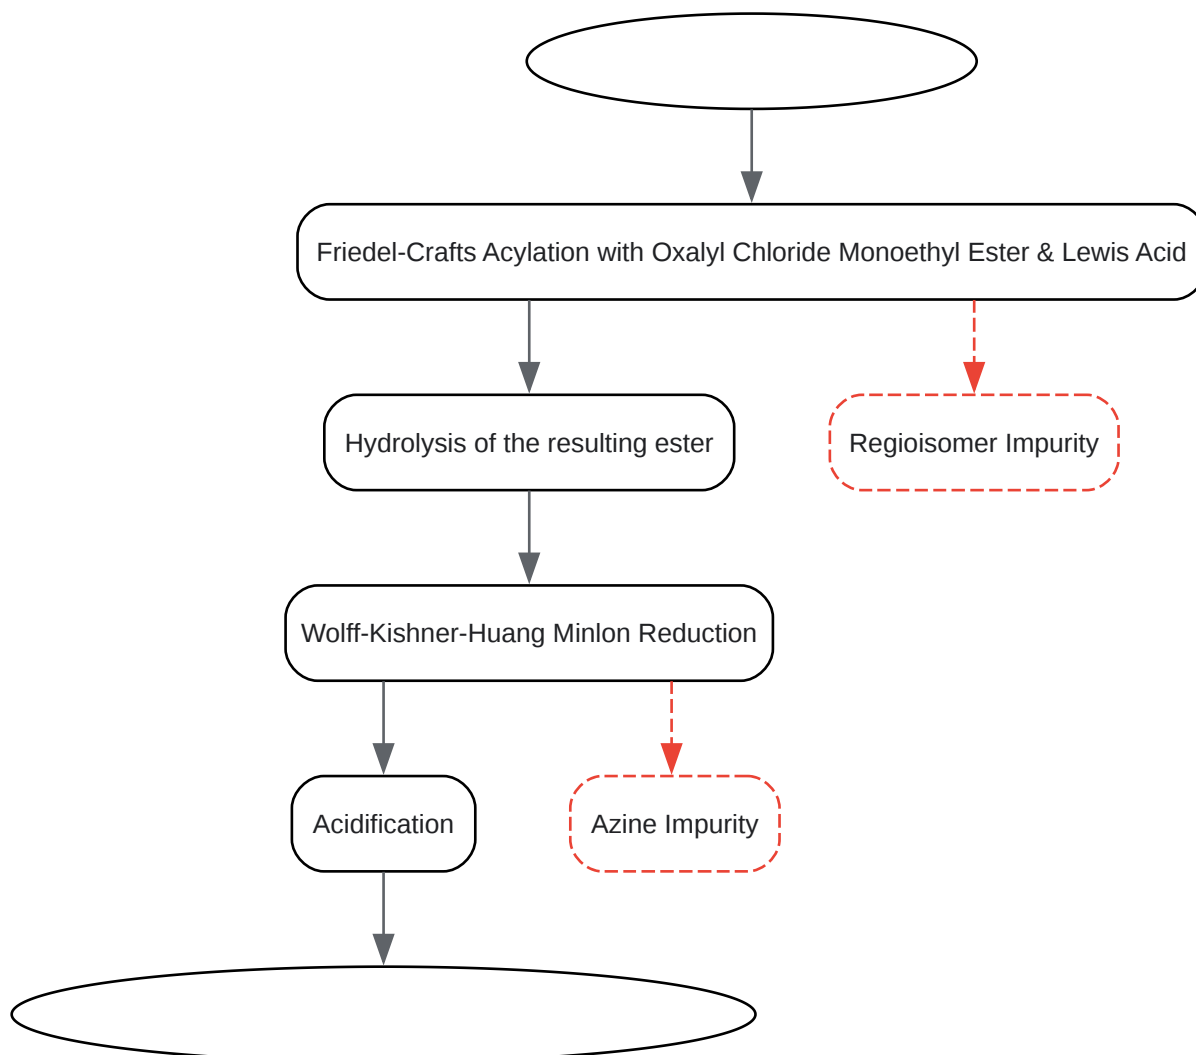 Friedel-Crafts Acylation with Oxalyl Chloride Monoethyl Ester & Lewis Acid
Hydrolysis of the resulting ester
Regioisomer Impurity
Wolff-Kishner-Huang Minlon Reduction
Acidification
Azine Impurity